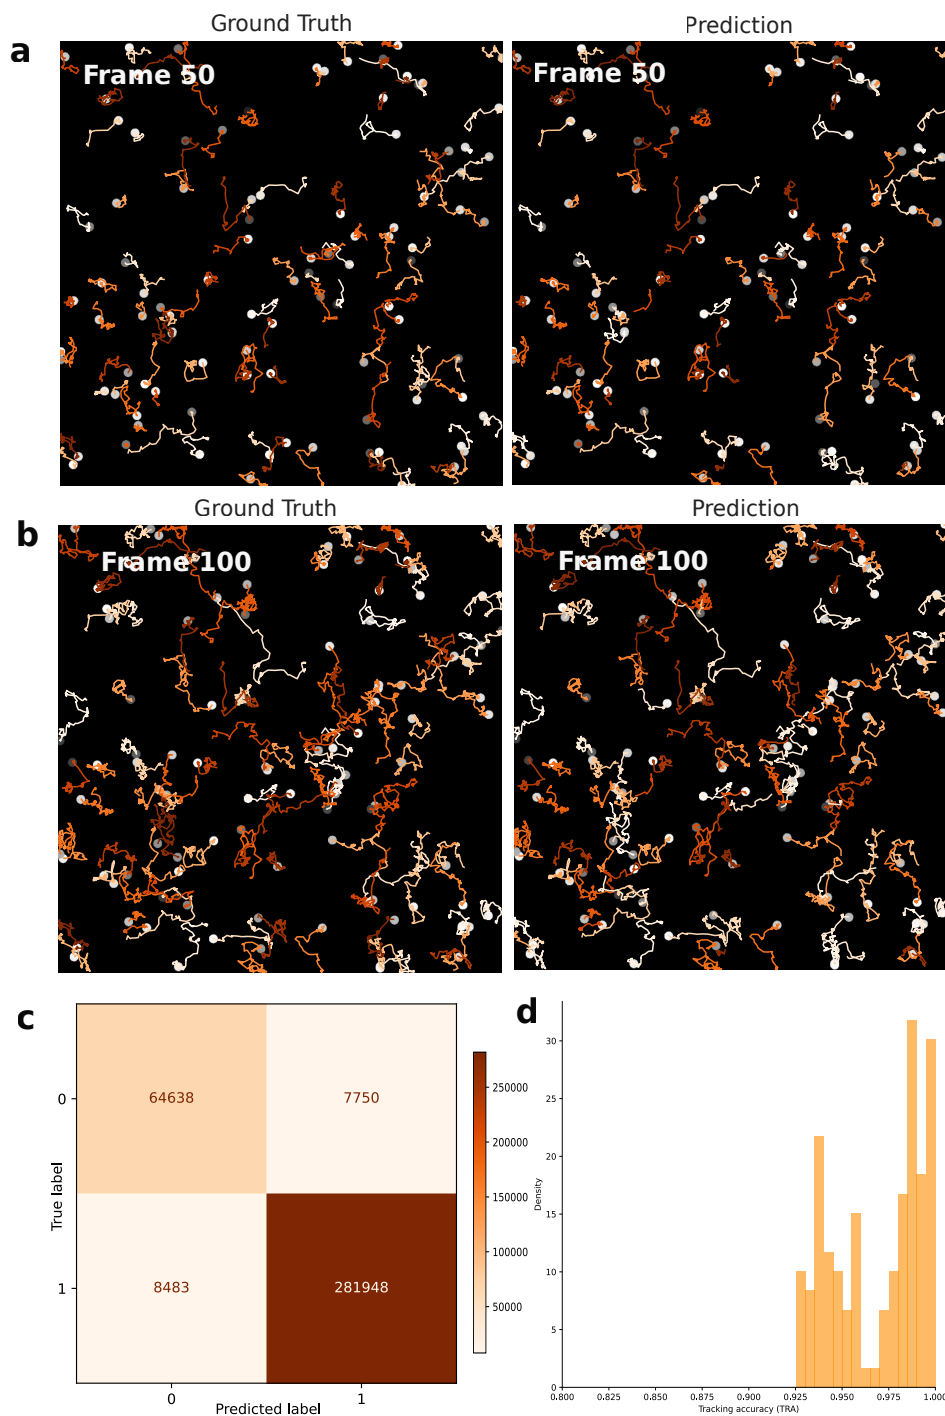 Ground Truth
Prediction
a
Frame 50
Frame 50
Ground Truth
Prediction
b
Frame 100
Frame 100
c
d
64638
7750
8483
281948
0
1
True label
0
1
Predicted label
250000
200000
150000
100000
50000
30
25
20
15
10
5
0
Density
0.800
0.825
0.850
0.875
0.900
0.925
0.950
0.975
1.000
Tracking accuracy (TRA)